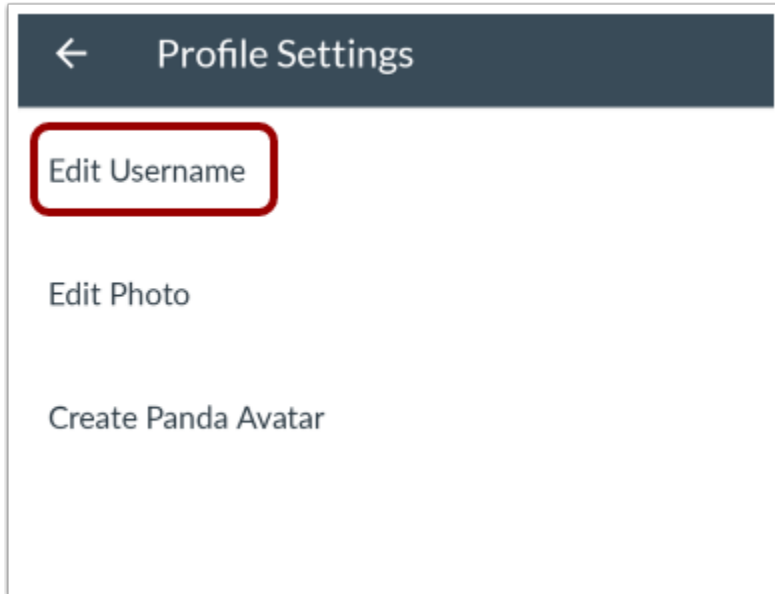 Profile Settings
Edit Username
Edit Photo
Create Panda Avatar